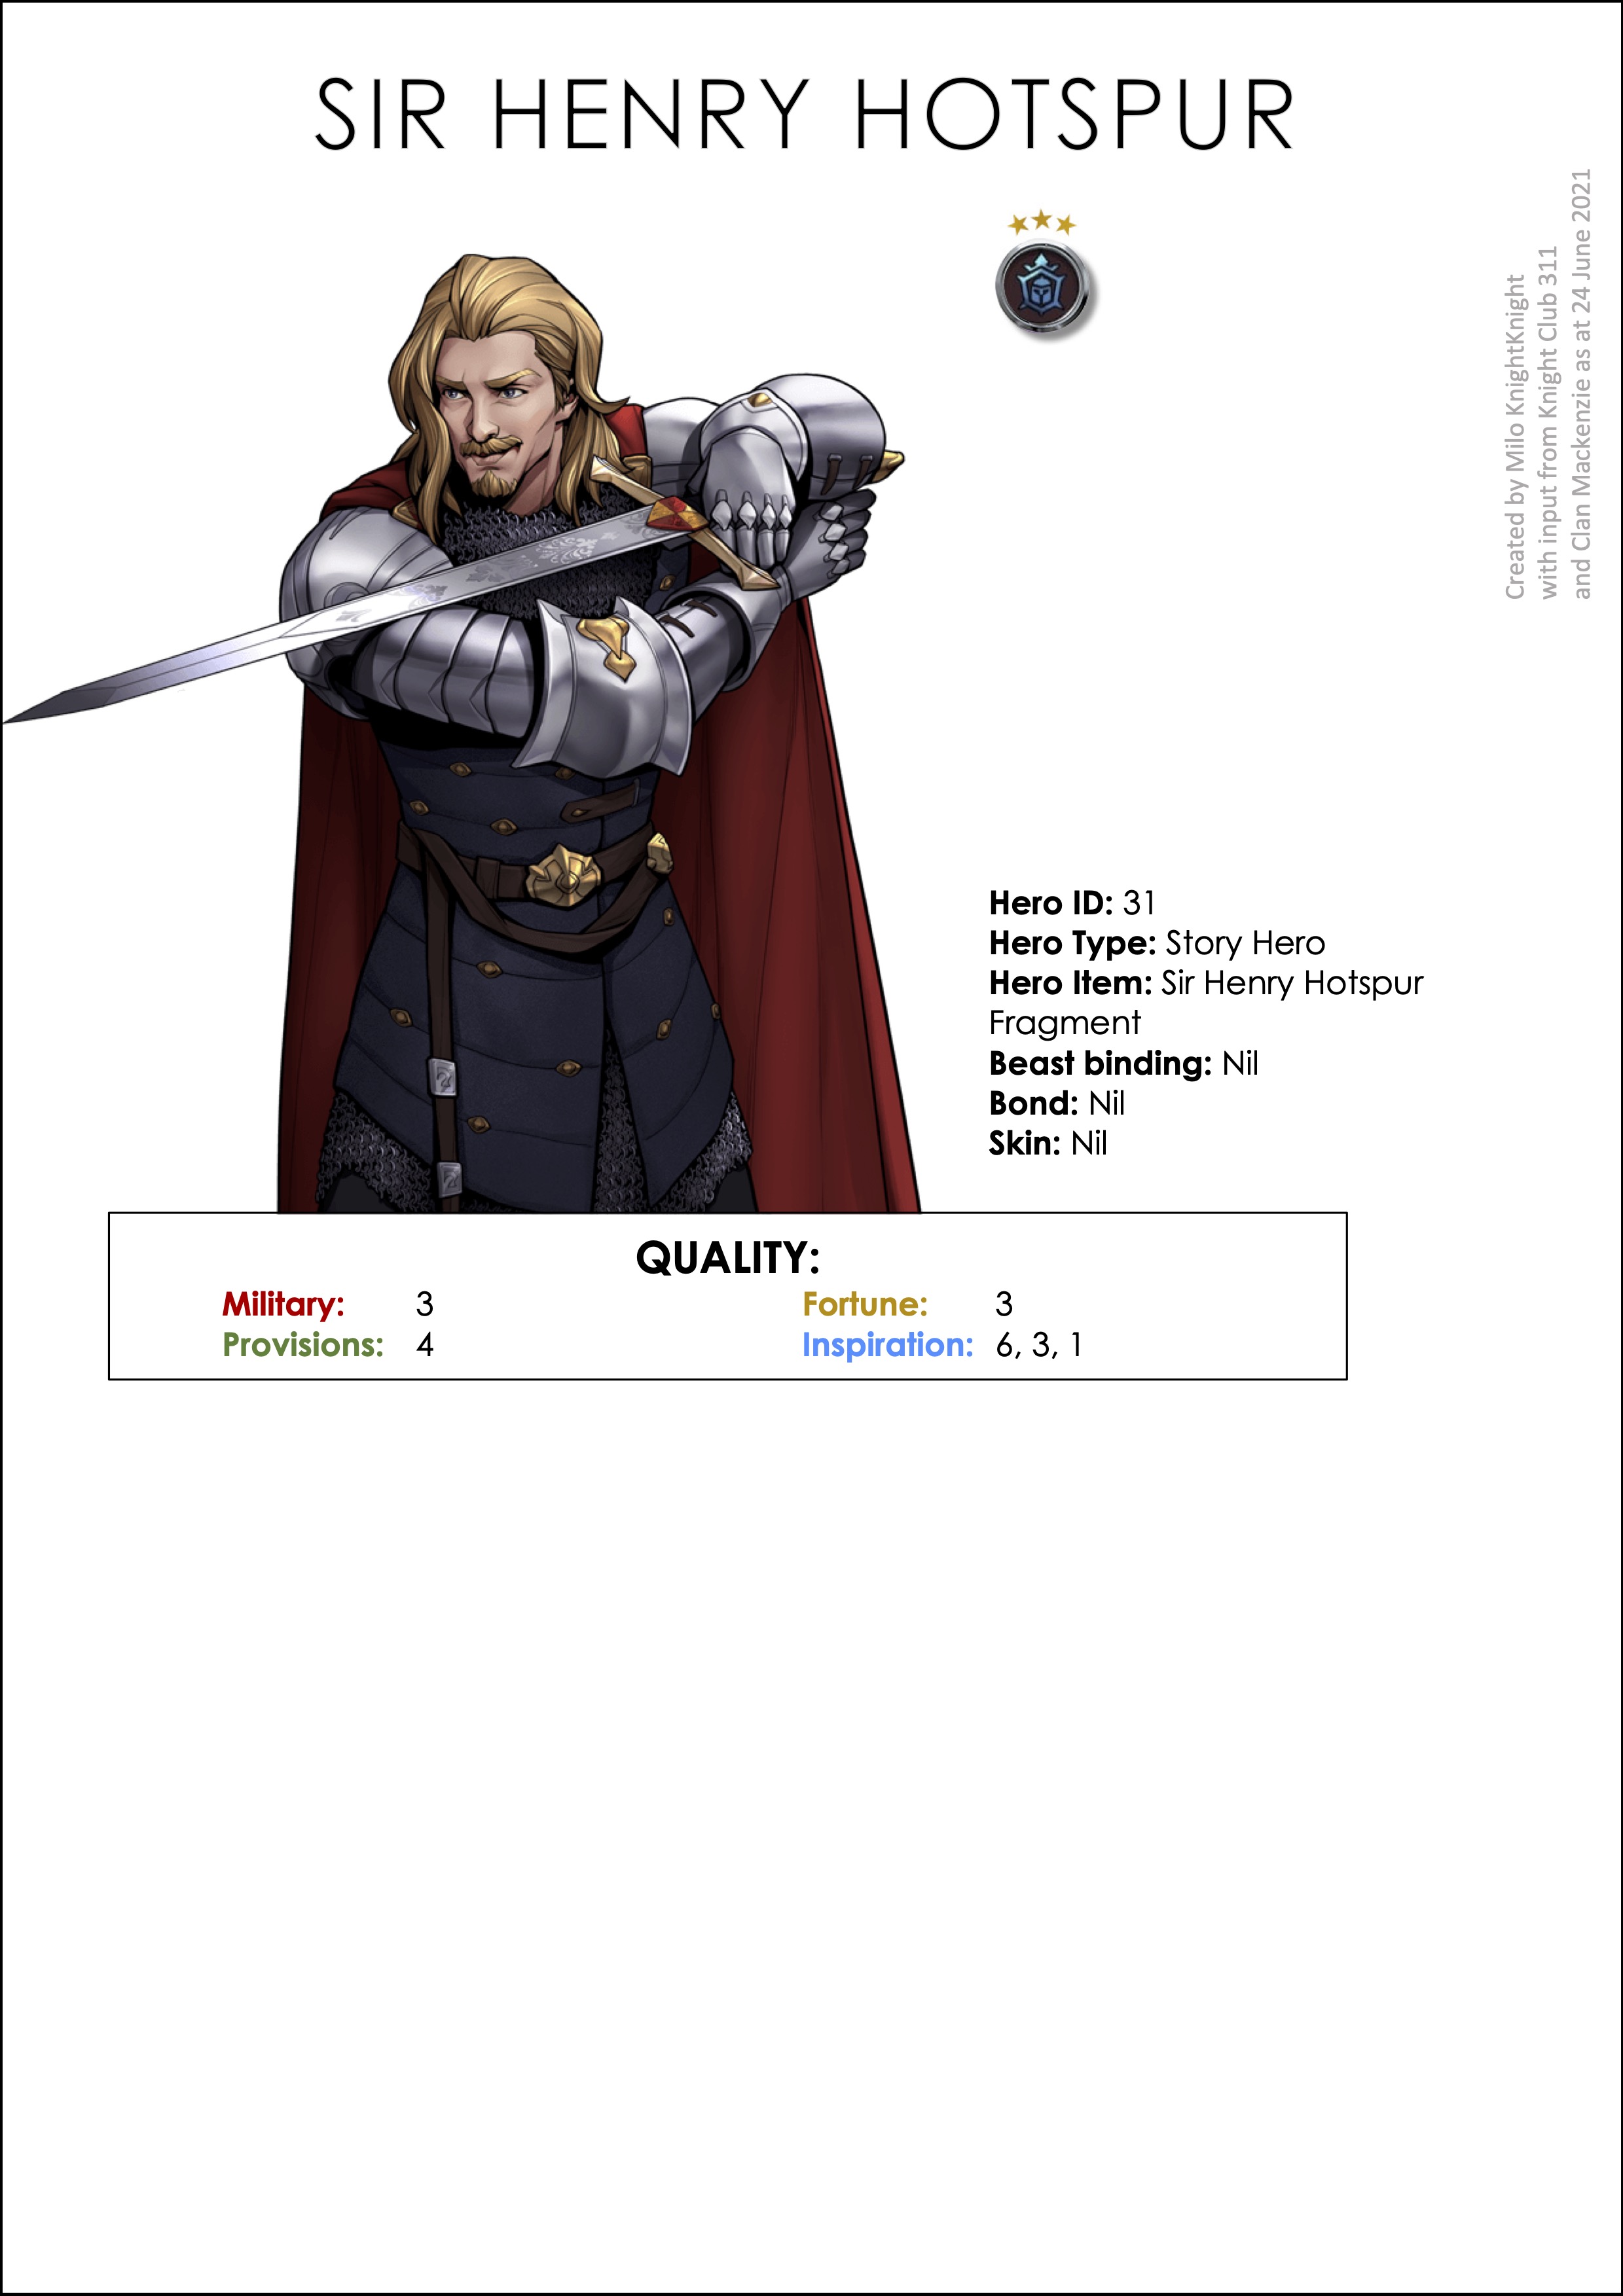 SIR HENRY HOTSPUR
Created by Milo KnightKnight
with input from Knight Club 311
and Clan Mackenzie as at 24 June 2021
Hero ID: 31
Hero Type: Story Hero
Hero Item: Sir Henry Hotspur
Fragment
Beast binding: Nil
Bond: Nil
Skin: Nil
QUALITY:
Military: 3 Fortune: 3
Provisions: 4 Inspiration: 6, 3, 1